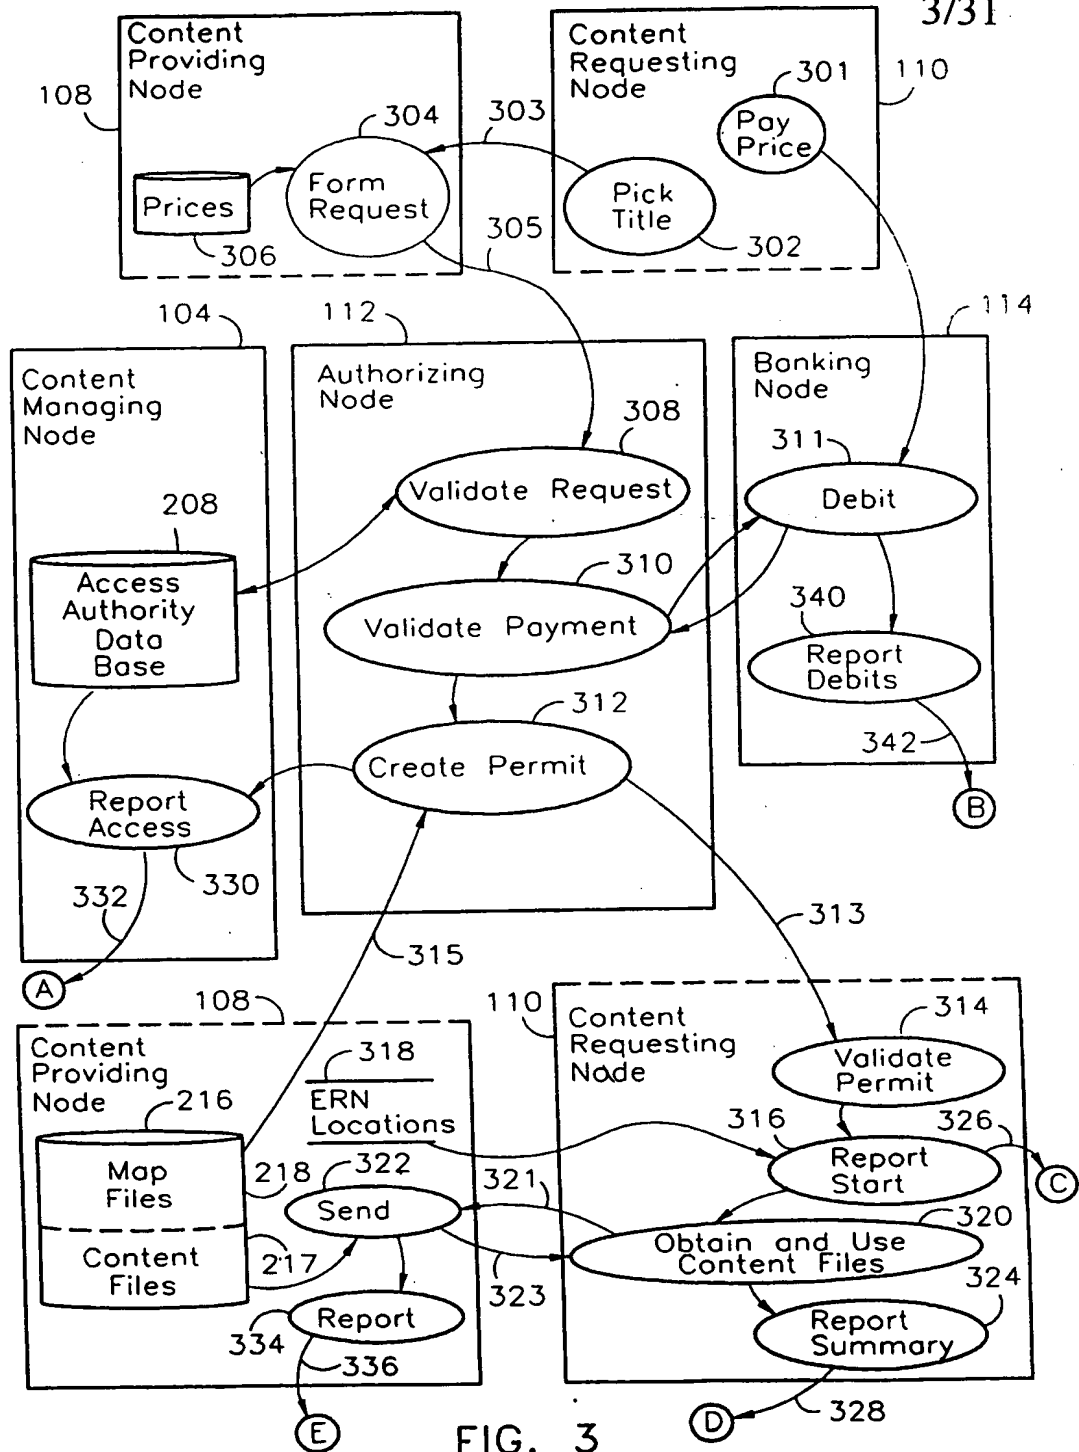 3/31
Content
Providing
Node
108
304
303
Form
Request
Prices
306
305
Content
Requesting
Node
301
110
Pay
Price
Pick
Title
302
104
112
114
Content
Managing
Node
208
Access
Authority
Data
Base
Report
Access
330
332
A
Authorizing
Node
308
Validate Request
310
Validate Payment
312
Create Permit
315
313
Banking
Node
311
Debit
340
Report
Debits
342
B
108
Content
Providing
Node
318
ERN
Locations
216
Map
Files
218
322
Send
321
Content
Files
217
323
Report
334
336
E
110
Content
Requesting
Node
314
Validate
Permit
316
326
Report
Start
C
320
Obtain and Use
Content Files
324
Report
Summary
328
D
FIG. 3